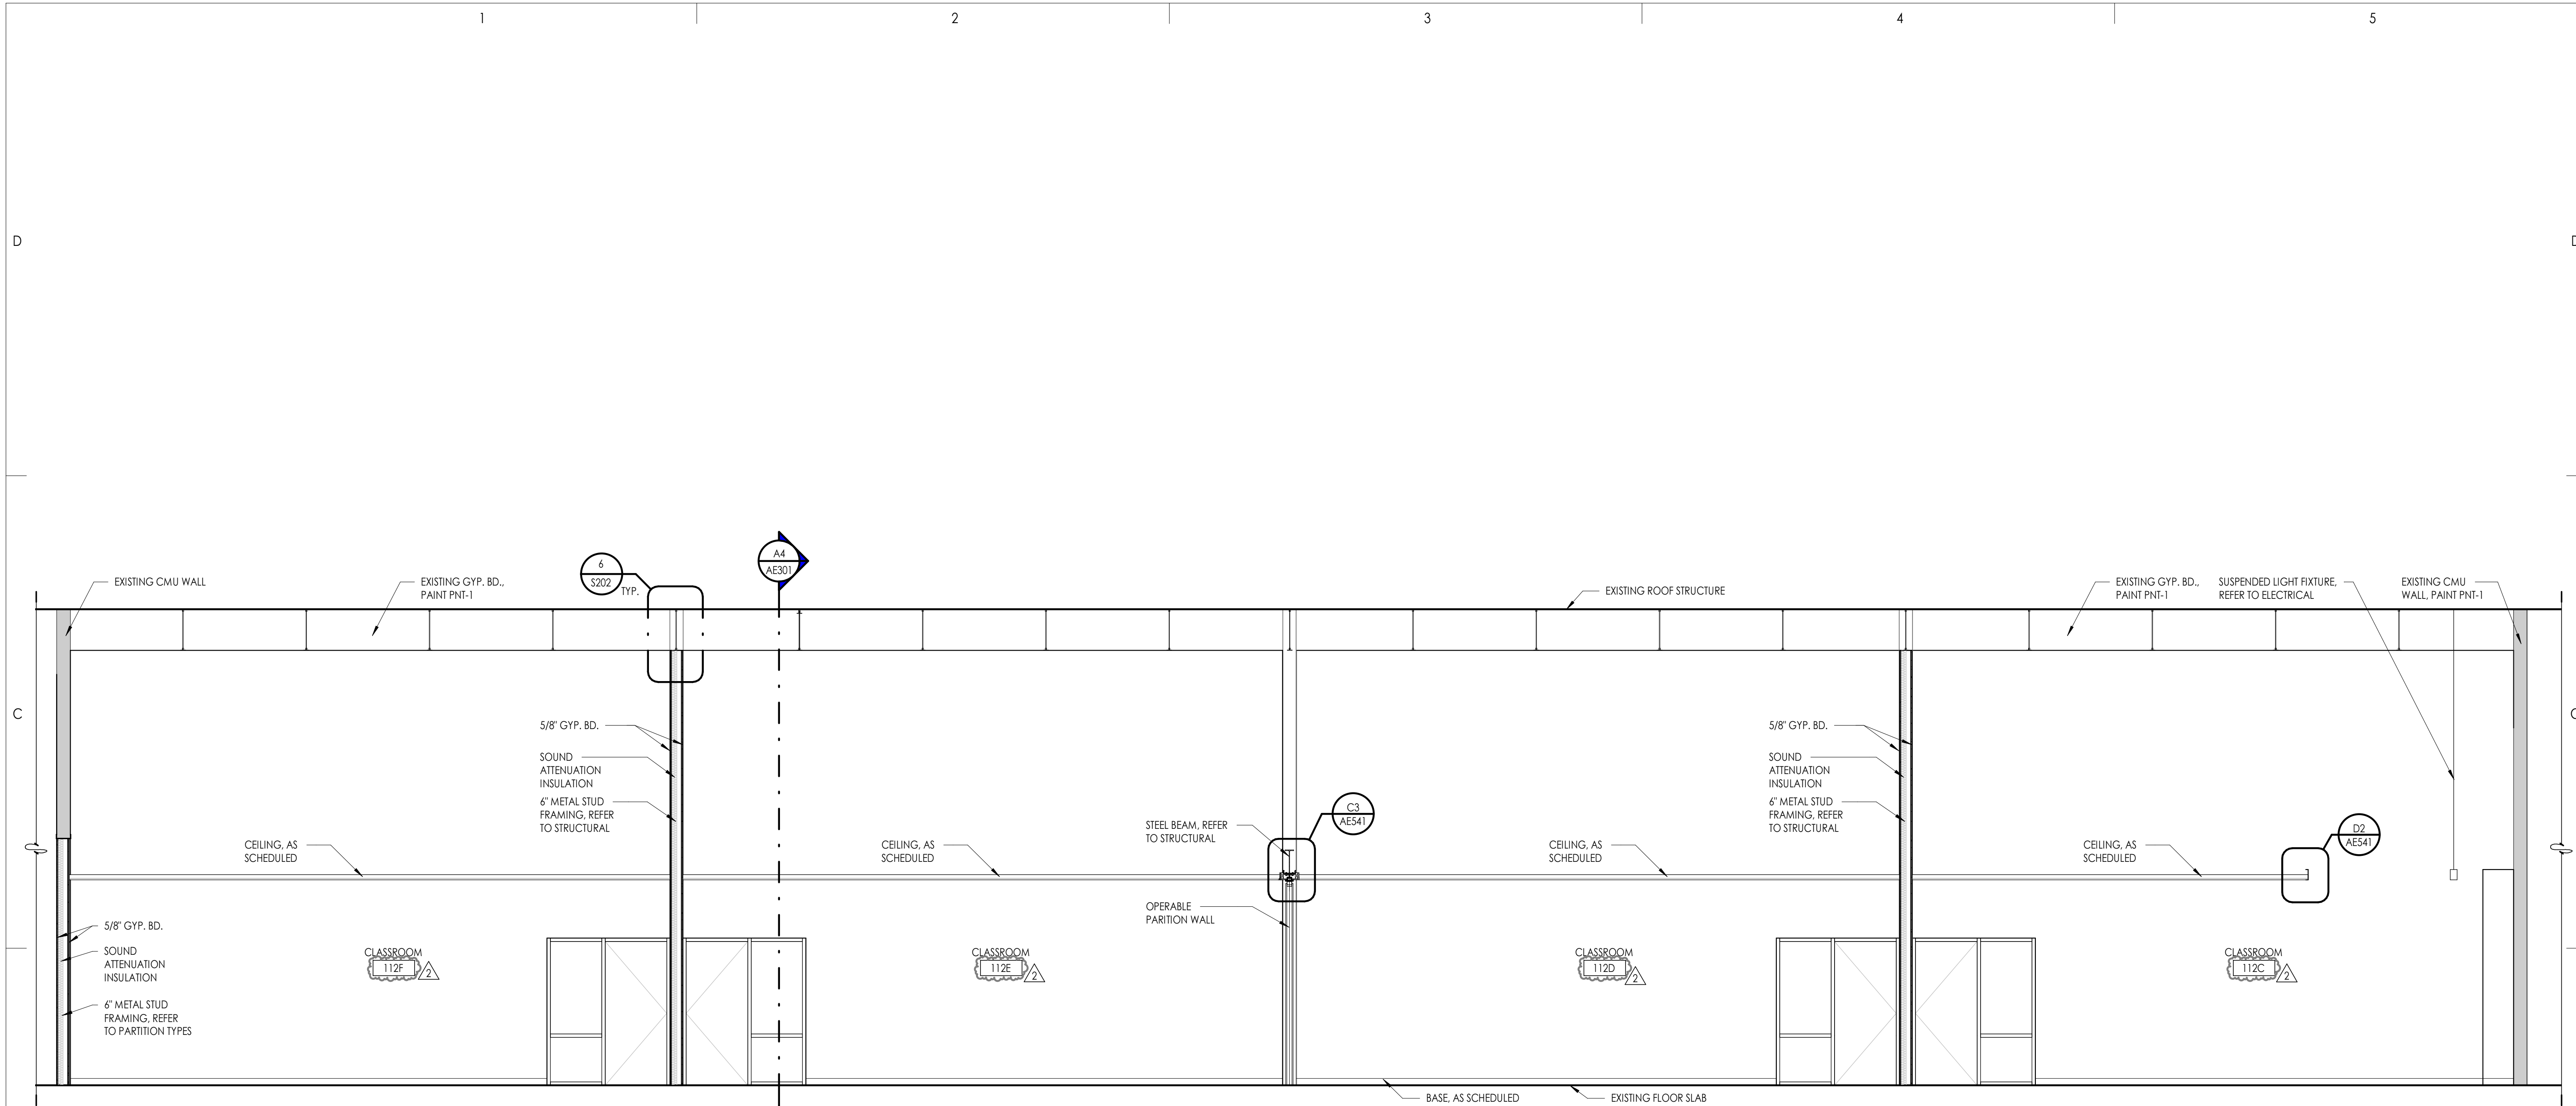 1
2
3
4
5
D
C
A4
AE301
6
S202
TYP.
EXISTING CMU WALL
EXISTING GYP. BD.,
PAINT PNT-1
EXISTING ROOF STRUCTURE
EXISTING GYP. BD.,
PAINT PNT-1
SUSPENDED LIGHT FIXTURE,
REFER TO ELECTRICAL
EXISTING CMU
WALL, PAINT PNT-1
5/8" GYP. BD.
SOUND
ATTENUATION
INSULATION
6" METAL STUD
FRAMING, REFER
TO STRUCTURAL
5/8" GYP. BD.
SOUND
ATTENUATION
INSULATION
6" METAL STUD
FRAMING, REFER
TO STRUCTURAL
C3
AE541
STEEL BEAM, REFER
TO STRUCTURAL
D2
AE541
CEILING, AS
SCHEDULED
CEILING, AS
SCHEDULED
CEILING, AS
SCHEDULED
CEILING, AS
SCHEDULED
OPERABLE
PARITION WALL
5/8" GYP. BD.
SOUND
ATTENUATION
INSULATION
6" METAL STUD
FRAMING, REFER
TO PARTITION TYPES
CLASSROOM
112F
2
CLASSROOM
112E
2
CLASSROOM
112D
2
CLASSROOM
112C
2
BASE, AS SCHEDULED
EXISTING FLOOR SLAB